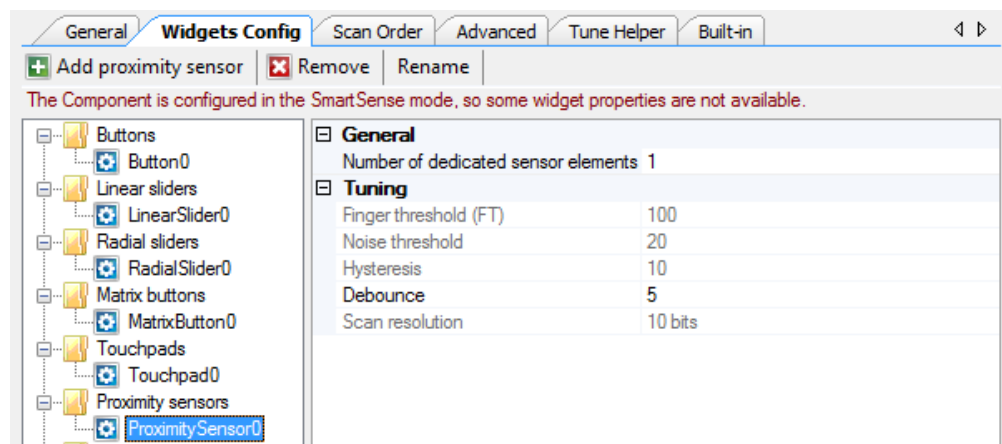 General Widgets Config Scan Order Advanced Tune Helper Built-in
Add proximity sensor Remove Rename
The Component is configured in the SmartSense mode, so some widget properties are not available.
Buttons
Button0
Linear sliders
LinearSlider0
Radial sliders
RadialSlider0
Matrix buttons
MatrixButton0
Touchpads
Touchpad0
Proximity sensors
ProximitySensor0
General
Number of dedicated sensor elements 1
Tuning
Finger threshold (FT) 100
Noise threshold 20
Hysteresis 10
Debounce 5
Scan resolution 10 bits